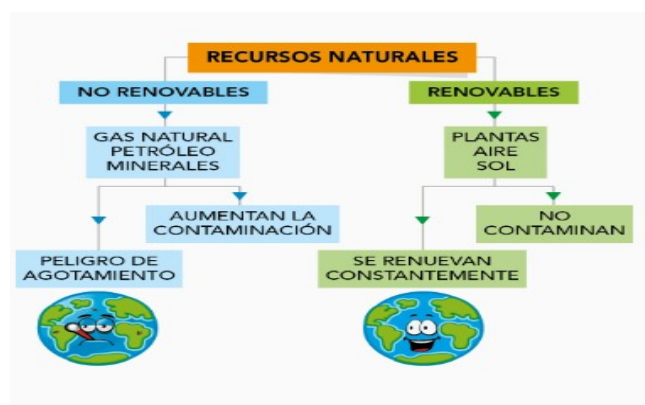 RECURSOS NATURALES
NO RENOVABLES
RENOVABLES
GAS NATURAL
PETRÓLEO
MINERALES
PLANTAS
AIRE
SOL
AUMENTAN LA
CONTAMINACIÓN
NO
CONTAMINAN
PELIGRO DE
AGOTAMIENTO
SE RENUEVAN
CONSTANTEMENTE